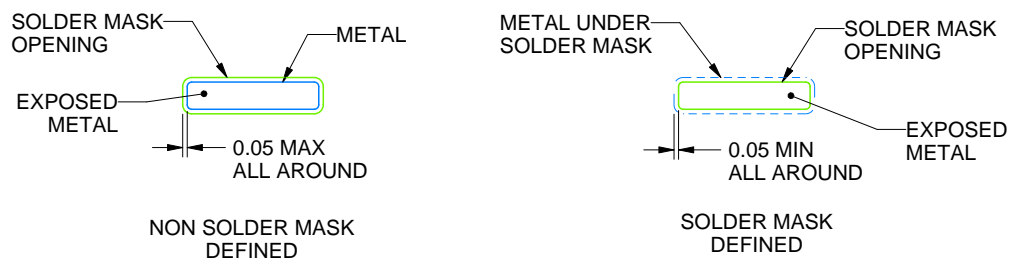 SOLDER MASK
OPENING
METAL
EXPOSED
METAL
0.05 MAX
ALL AROUND
NON SOLDER MASK
DEFINED
METAL UNDER
SOLDER MASK
SOLDER MASK
OPENING
EXPOSED
METAL
0.05 MIN
ALL AROUND
SOLDER MASK
DEFINED